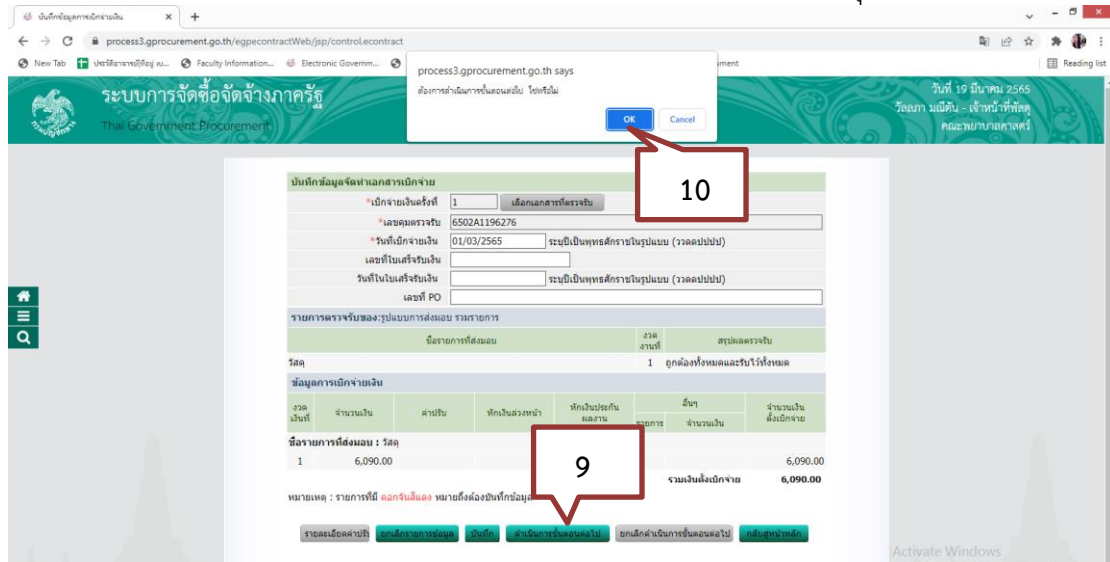 บันทึกข้อมูลการเบิกจ่ายเงิน
process3.gprocurement.go.th/egpecontractWeb/jsp/control.econtract
New Tab
Faculty Information...
Electronic Governm...
Reading list
process3.gprocurement.go.th says
ต้องการดำเนินการขั้นตอนต่อไป ใช่หรือไม่
OK Cancel
ระบบการจัดซื้อจัดจ้างภาครัฐ
Thai Government Procurement
วันที่ 19 มีนาคม 2565
วัลลภา มณีตัน - เจ้าหน้าที่พัสดุ
คณะพยาบาลศาสตร์
10
บันทึกข้อมูลจัดทำเอกสารเบิกจ่าย
*เบิกจ่ายเงินครั้งที่ 1 เลือกเอกสารที่ตรวจรับ
*เลขคุมตรวจรับ 6502A1196276
*วันที่เบิกจ่ายเงิน 01/03/2565 ระบุปีเป็นพุทธศักราชในรูปแบบ (ววดดปปปป)
เลขที่ใบเสร็จรับเงิน
วันที่ในใบเสร็จรับเงิน ระบุปีเป็นพุทธศักราชในรูปแบบ (ววดดปปปป)
เลขที่ PO
รายการตรวจรับของ:รูปแบบการส่งมอบ รวมรายการ
ชื่อรายการที่ส่งมอบ งวดงานที่ สรุปผลตรวจรับ
วัสดุ 1 ถูกต้องทั้งหมดและรับไว้ทั้งหมด
ข้อมูลการเบิกจ่ายเงิน
งวดเงินที่ จำนวนเงิน ค่าปรับ หักเงินล่วงหน้า หักเงินประกันผลงาน อื่นๆ จำนวนเงินตั้งเบิกจ่าย
รายการ จำนวนเงิน
ชื่อรายการที่ส่งมอบ : วัสดุ
1 6,090.00 6,090.00
รวมเงินตั้งเบิกจ่าย 6,090.00
9
หมายเหตุ : รายการที่มี ดอกจันสีแดง หมายถึงต้องบันทึกข้อมูล
รายละเอียดค่าปรับ ยกเลิกรายการข้อมูล บันทึก ดำเนินการขั้นตอนต่อไป ยกเลิกดำเนินการขั้นตอนต่อไป กลับสู่หน้าหลัก
Activate Windows